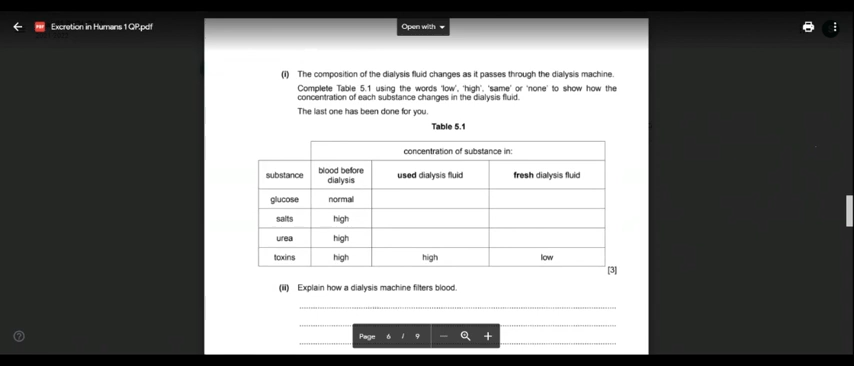 Excretion in Humans 1 QP.pdf
Open with
(i) The composition of the dialysis fluid changes as it passes through the dialysis machine.
Complete Table 5.1 using the words 'low', 'high', 'same' or 'none' to show how the
concentration of each substance changes in the dialysis fluid.
The last one has been done for you.
Table 5.1
concentration of substance in:
substance blood before dialysis used dialysis fluid fresh dialysis fluid
glucose normal
salts high
urea high
toxins high high low
[3]
(ii) Explain how a dialysis machine filters blood.
Page 6 / 9